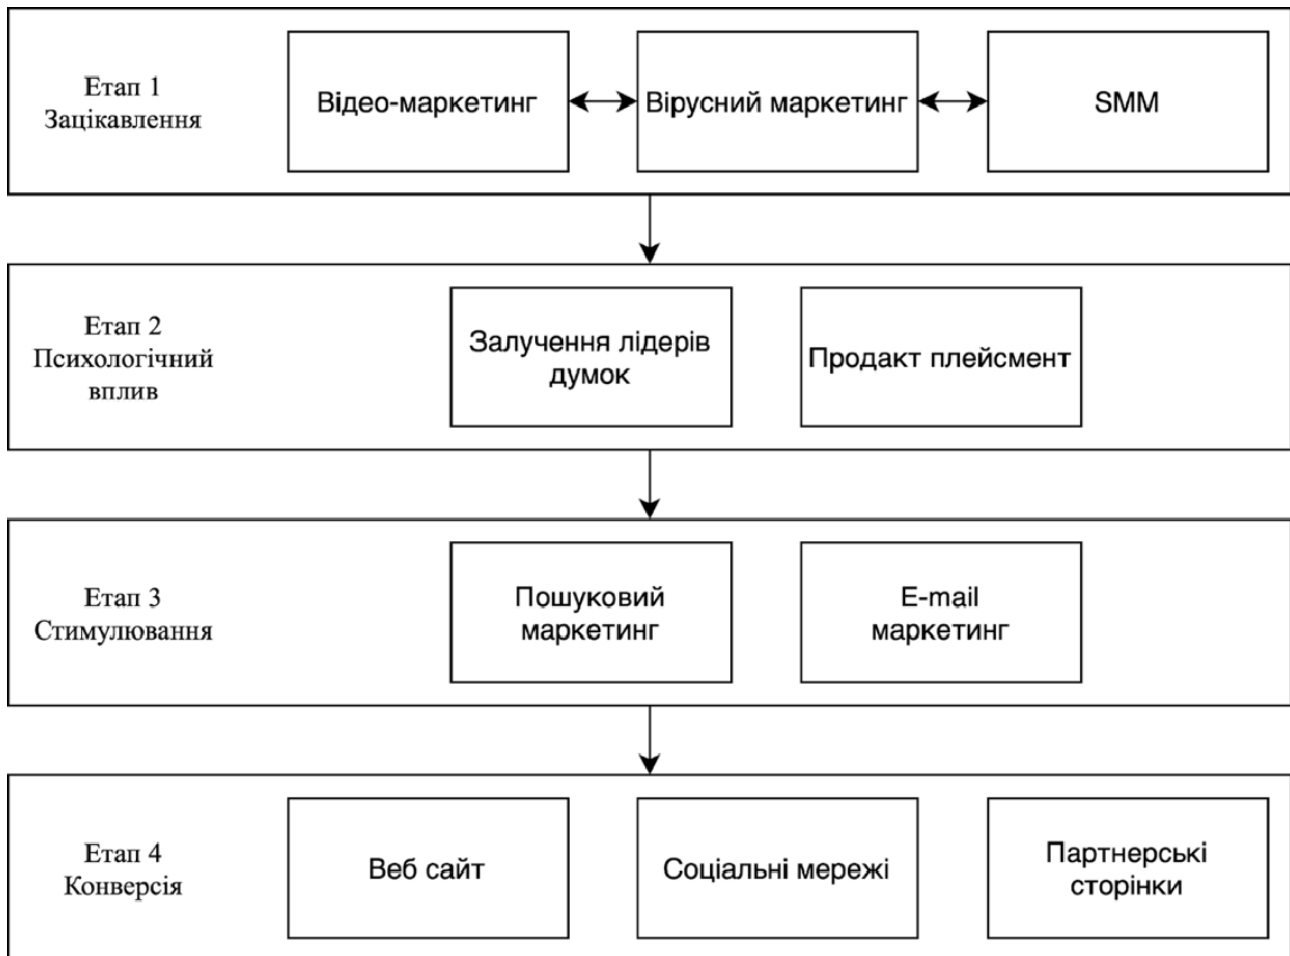 Етап 1
Зацікавлення
Відео-маркетинг
Вірусний маркетинг
SMM
Етап 2
Психологічний
вплив
Залучення лідерів
думок
Продакт плейсмент
Етап 3
Стимулювання
Пошуковий
маркетинг
E-mail
маркетинг
Етап 4
Конверсія
Веб сайт
Соціальні мережі
Партнерські
сторінки